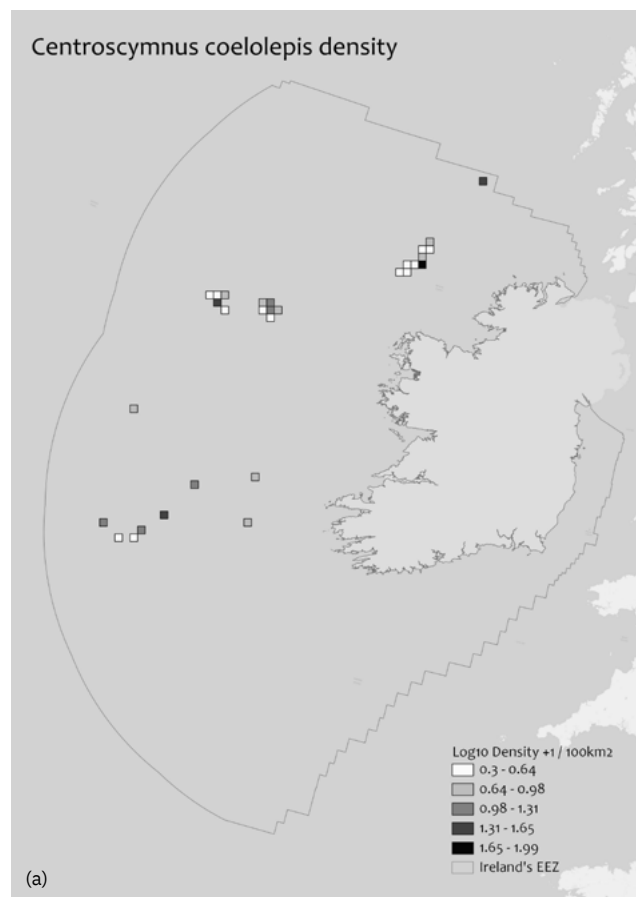 Centroscymnus coelolepis density
Log10 Density +1 / 100km2
0.3 - 0.64
0.64 - 0.98
0.98 - 1.31
1.31 - 1.65
1.65 - 1.99
Ireland's EEZ
(a)